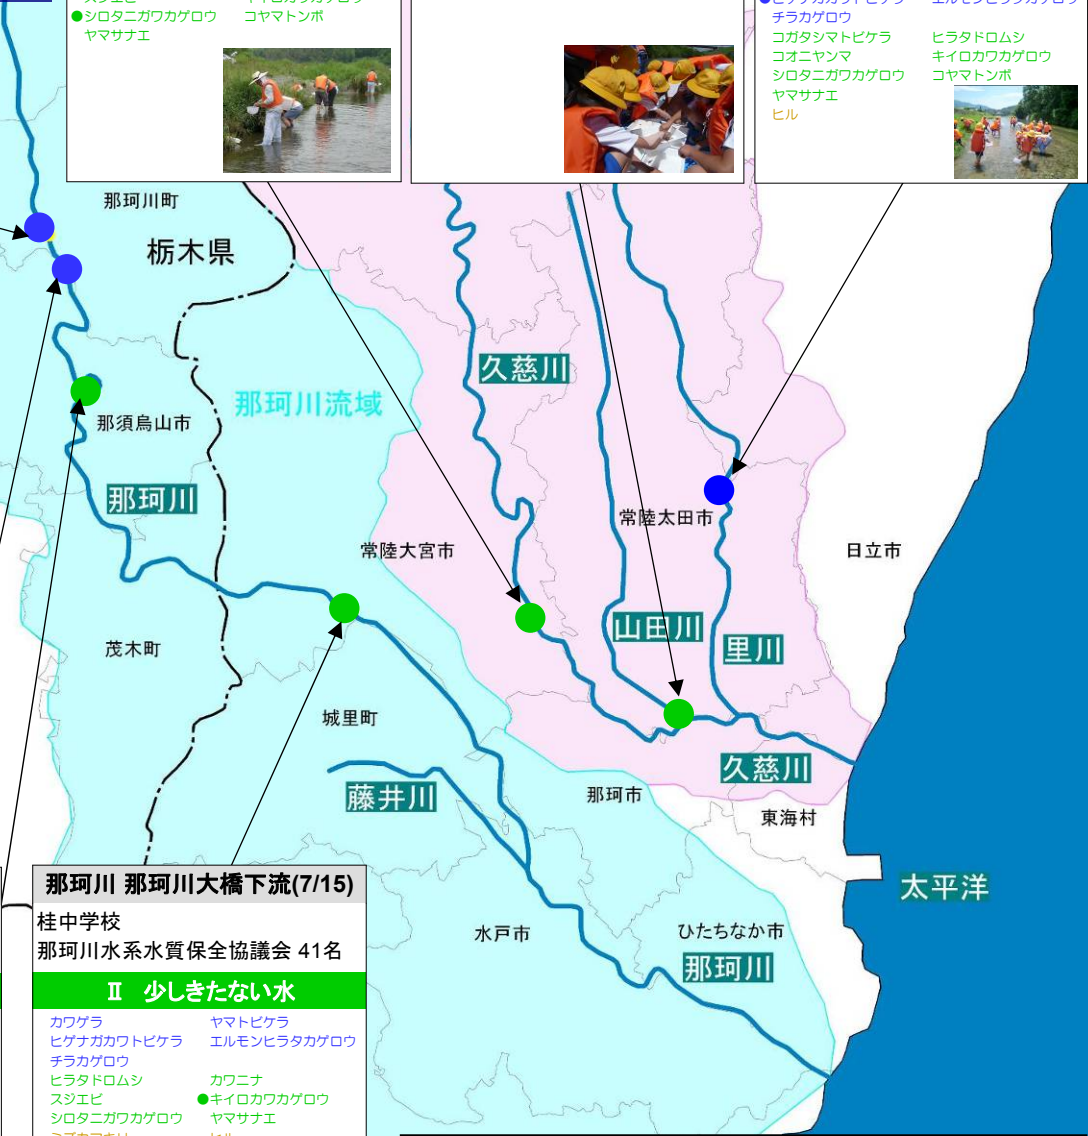 ●シロタニガワカゲロウ コヤマトンボ
ヤマサナエ
チラカゲロウ
コガタシマトビケラ ヒラタドロムシ
コオニヤンマ キイロカワカゲロウ
シロタニガワカゲロウ コヤマトンボ
ヤマサナエ
ヒル
那珂川町
栃木県
久慈川
那珂川流域
那須烏山市
那珂川
常陸太田市
常陸大宮市
日立市
山田川
里川
茂木町
城里町
久慈川
藤井川
那珂市
東海村
太平洋
那珂川 那珂川大橋下流(7/15)
桂中学校
那珂川水系水質保全協議会 41名
Ⅱ 少しきたない水
カワゲラ ヤマトビケラ
ヒゲナガカワトビケラ エルモンヒラタカゲロウ
チラカゲロウ
ヒラタドロムシ カワニナ
スジエビ ●キイロカワカゲロウ
シロタニガワカゲロウ ヤマサナエ
水戸市
ひたちなか市
那珂川